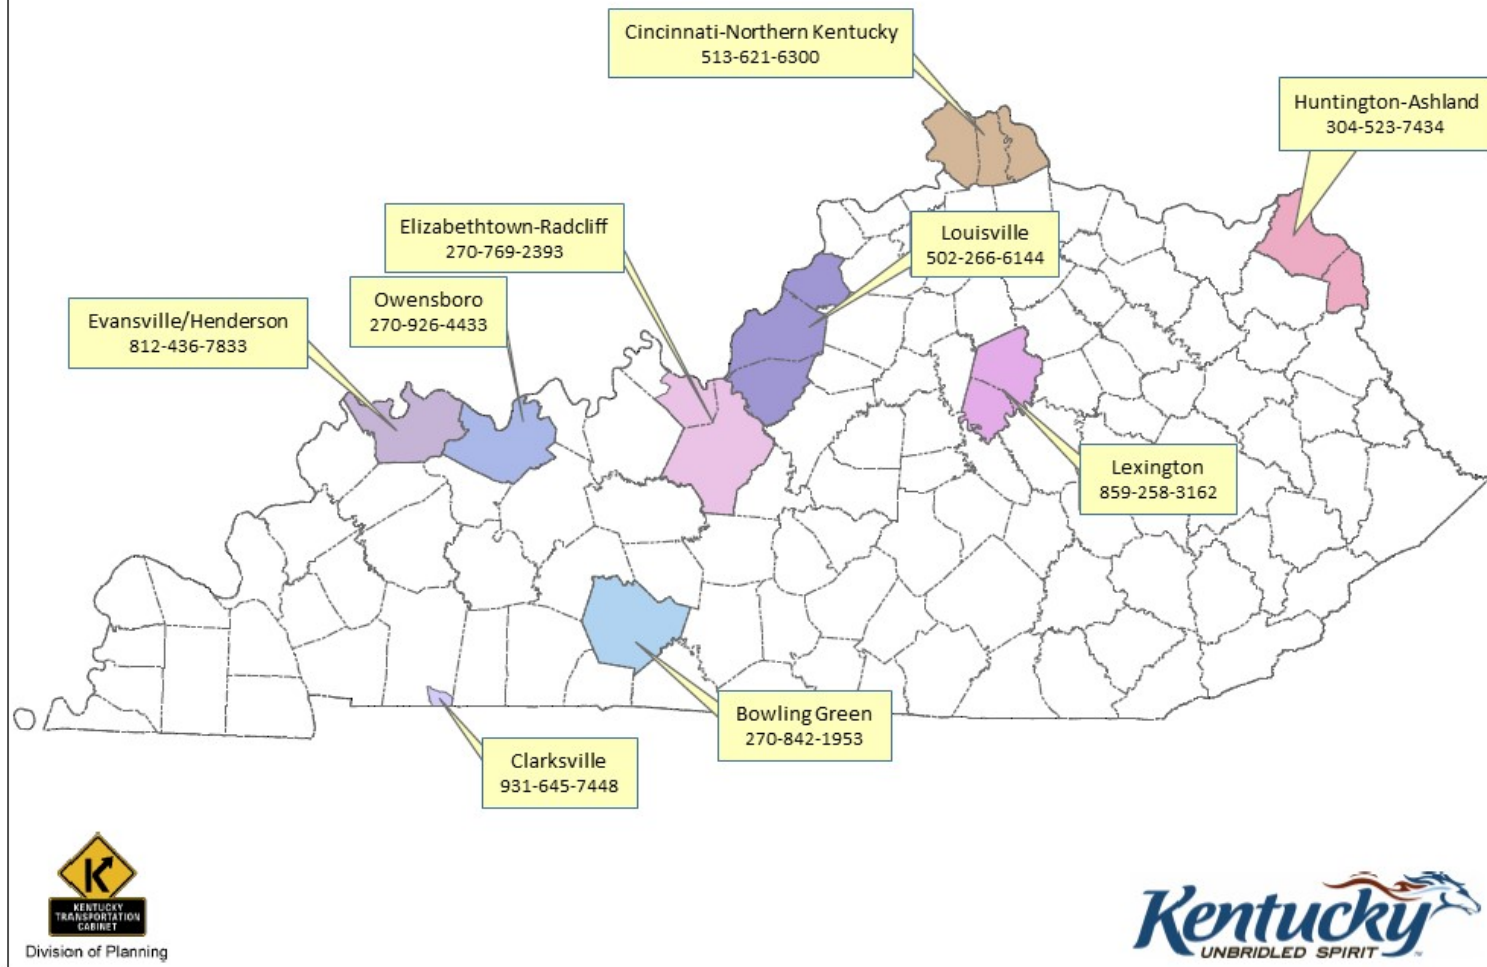 Cincinnati-Northern Kentucky
513-621-6300
Huntington-Ashland
304-523-7434
Elizabethtown-Radcliff
270-769-2393
Louisville
502-266-6144
Owensboro
270-926-4433
Evansville/Henderson
812-436-7833
Lexington
859-258-3162
Bowling Green
270-842-1953
Clarksville
931-645-7448
K
KENTUCKY
TRANSPORTATION
CABINET
Division of Planning
Kentucky
UNBRIDLED SPIRIT